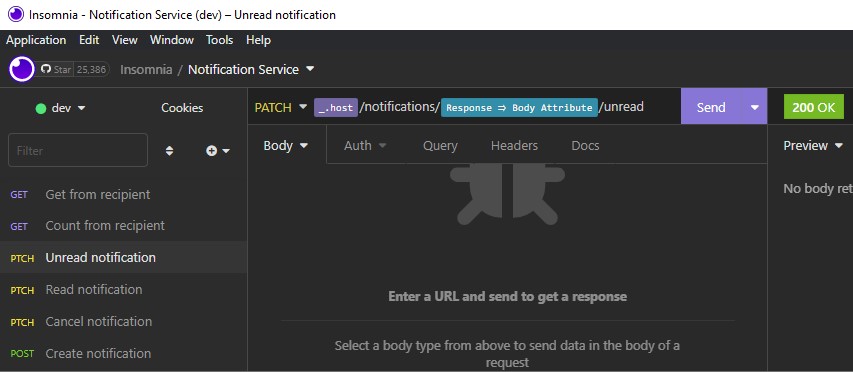 Insomnia - Notification Service (dev) – Unread notification
Application Edit View Window Tools Help
Star 25,386 Insomnia / Notification Service
dev Cookies
PATCH _.host /notifications/ Response ⇒ Body Attribute /unread Send 200 OK
Filter
Body Auth Query Headers Docs Preview
GET Get from recipient
No body ret
GET Count from recipient
PTCH Unread notification
PTCH Read notification
Enter a URL and send to get a response
PTCH Cancel notification
POST Create notification
Select a body type from above to send data in the body of a
request